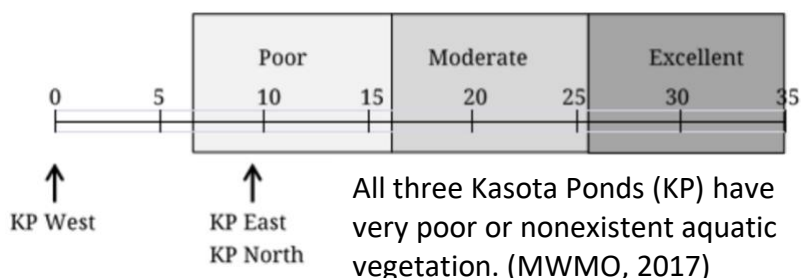 Poor Moderate Excellent
0 5 10 15 20 25 30 35
KP West
KP East
KP North
All three Kasota Ponds (KP) have
very poor or nonexistent aquatic
vegetation. (MWMO, 2017)